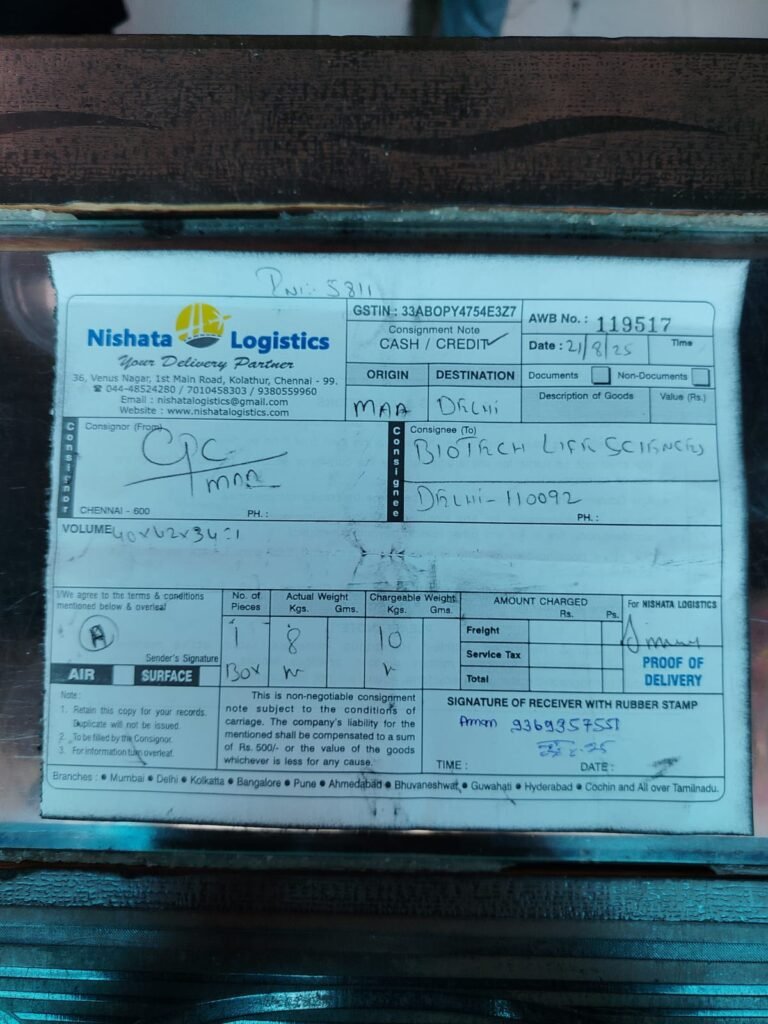 5811
Nishata Logistics
Your Delivery Partner
36, Venus Nagar, 1st Main Road, Kolathur, Chennai - 99.
☎ 044-48524280 / 7010458303 / 9380559960
Email : nishatalogistics@gmail.com
Website : www.nishatalogistics.com
GSTIN : 33ABOPY4754E3Z7
Consignment Note
CASH / CREDIT ✓
AWB No. : 119517
Date : 21/8/25 Time
ORIGIN DESTINATION
MAA DELHI
Documents Non-Documents
Description of Goods Value (Rs.)
Consignor
Consignor (From)
CPC
MAA
CHENNAI - 600 PH. :
Consignee
Consignee (To)
BIOTECH LIFE SCIENCES
DELHI - 110092
PH. :
VOLUME 40x42x34=1
I/We agree to the terms & conditions
mentioned below & overleaf
A
Sender's Signature
AIR SURFACE
No. of Pieces
1
Box
Actual Weight
Kgs. Gms.
8
Chargeable Weight
Kgs. Gms.
10
AMOUNT CHARGED
Rs. Ps.
Freight
Service Tax
Total
For NISHATA LOGISTICS
PROOF OF
DELIVERY
Note :
1. Retain this copy for your records.
Duplicate will not be issued.
2. To be filled by the Consignor.
3. For information turn overleaf.
This is non-negotiable consignment
note subject to the conditions of
carriage. The company's liability for the
mentioned shall be compensated to a sum
of Rs. 500/- or the value of the goods
whichever is less for any cause.
SIGNATURE OF RECEIVER WITH RUBBER STAMP
Aman 9369357551
TIME : DATE :
Branches : • Mumbai • Delhi • Kolkatta • Bangalore • Pune • Ahmedabad • Bhuvaneshwar • Guwahati • Hyderabad • Cochin and All over Tamilnadu.